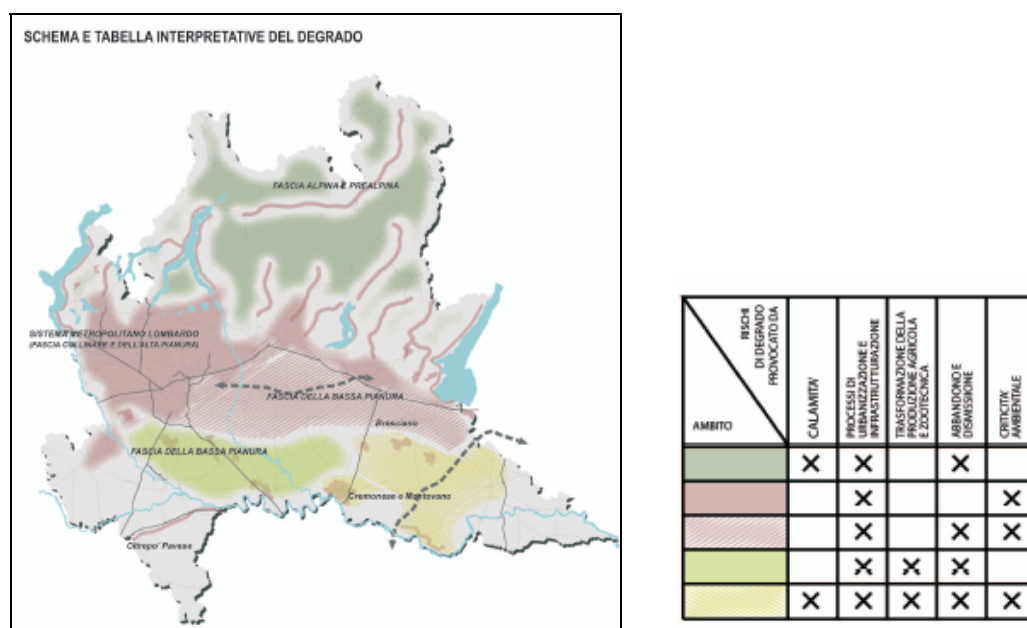 SCHEMA E TABELLA INTERPRETATIVE DEL DEGRADO
FASCIA ALPINA E PREALPINA
SISTEMA METROPOLITANO LOMBARDO
(FASCIA COLLINARE E DELL'ALTA PIANURA)
FASCIA DELLA BASSA PIANURA
Bresciano
FASCIA DELLA BASSA PIANURA
Cremonese e Mantovano
Oltrepo' Pavese
RISCHI
DI DEGRADO
PROVOCATO DA
AMBITO
CALAMITA'
PROCESSI DI
URBANIZZAZIONE E
INFRASTRUTTURAZIONE
TRASFORMAZIONE DELLA
PRODUZIONE AGRICOLA
E ZOOTECNICA
ABBANDONO E
DISMISSIONE
CRITICITA'
AMBIENTALE
X X X
X X
X X X
X X X
X X X X X